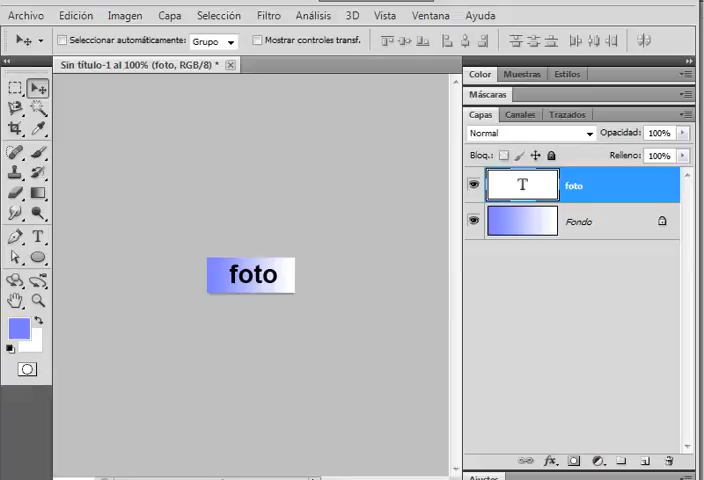 Archivo Edición Imagen Capa Selección Filtro Análisis 3D Vista Ventana Ayuda
Seleccionar automáticamente: Grupo Mostrar controles transf.
Sin título-1 al 100% (foto, RGB/8) * x
Color Muestras Estilos
Máscaras
Capas Canales Trazados
Normal Opacidad: 100%
Bloq.: Relleno: 100%
T foto
Fondo
foto
T
fx
Ajustes